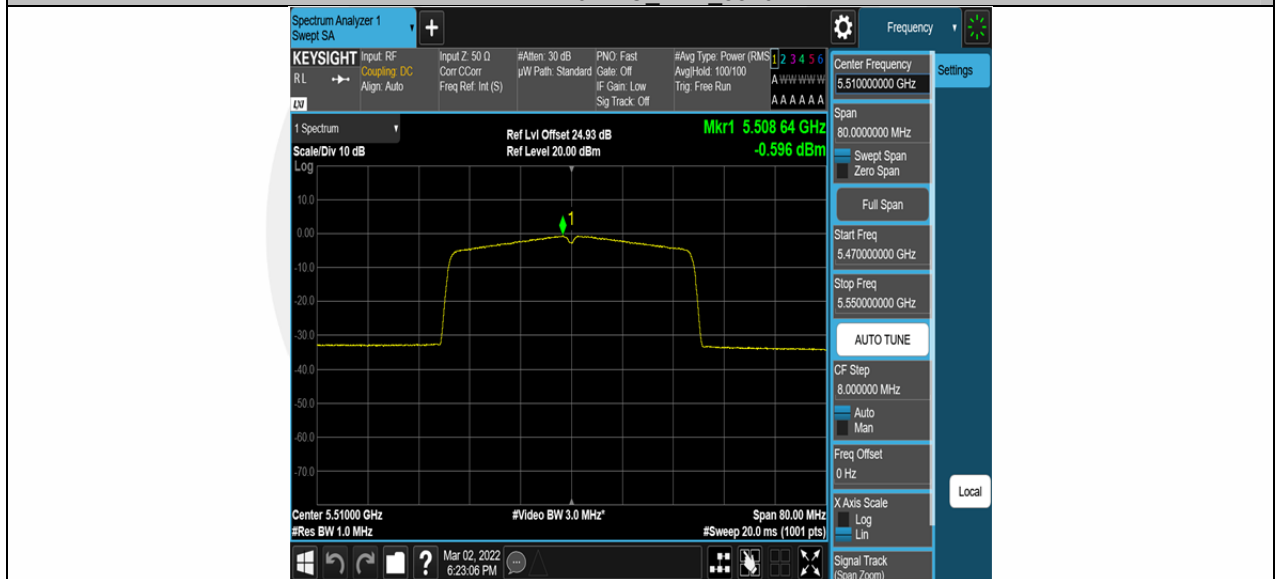 Spectrum Analyzer 1
Swept SA
+
Frequency
KEYSIGHT
RL
LXI
Input: RF
Coupling: DC
Align: Auto
Input Z: 50 Ω
Corr CCorr
Freq Ref: Int (S)
#Atten: 30 dB
µW Path: Standard
PNO: Fast
Gate: Off
IF Gain: Low
Sig Track: Off
#Avg Type: Power (RMS
Avg|Hold: 100/100
Trig: Free Run
1 2 3 4 5 6
A W W W W W
A A A A A A
Center Frequency
5.510000000 GHz
Settings
Span
80.0000000 MHz
Swept Span
Zero Span
Full Span
Start Freq
5.470000000 GHz
Stop Freq
5.550000000 GHz
AUTO TUNE
CF Step
8.000000 MHz
Auto
Man
Freq Offset
0 Hz
X Axis Scale
Log
Lin
Signal Track
(Span Zoom)
Local
1 Spectrum
Scale/Div 10 dB
Log
Ref Lvl Offset 24.93 dB
Ref Level 20.00 dBm
Mkr1 5.508 64 GHz
-0.596 dBm
10.0
0.00
-10.0
-20.0
-30.0
-40.0
-50.0
-60.0
-70.0
1
Center 5.51000 GHz
#Res BW 1.0 MHz
#Video BW 3.0 MHz*
Span 80.00 MHz
#Sweep 20.0 ms (1001 pts)
?
Mar 02, 2022
6:23:06 PM